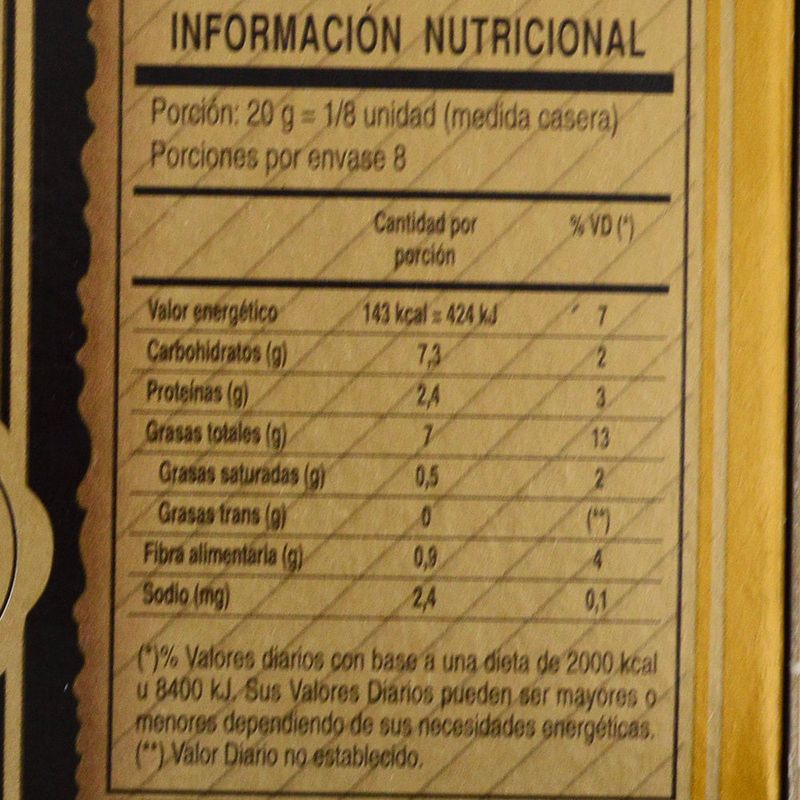 INFORMACIÓN NUTRICIONAL
Porción: 20 g = 1/8 unidad (medida casera)
Porciones por envase 8
Cantidad por porción % VD (*)
Valor energético 143 kcal = 424 kJ 7
Carbohidratos (g) 7,3 2
Proteínas (g) 2,4 3
Grasas totales (g) 7 13
Grasas saturadas (g) 0,5 2
Grasas trans (g) 0 (**)
Fibra alimentaria (g) 0,9 4
Sodio (mg) 2,4 0,1
(*)% Valores diarios con base a una dieta de 2000 kcal
u 8400 kJ. Sus Valores Diarios pueden ser mayores o
menores dependiendo de sus necesidades energéticas.
(**) Valor Diario no establecido.